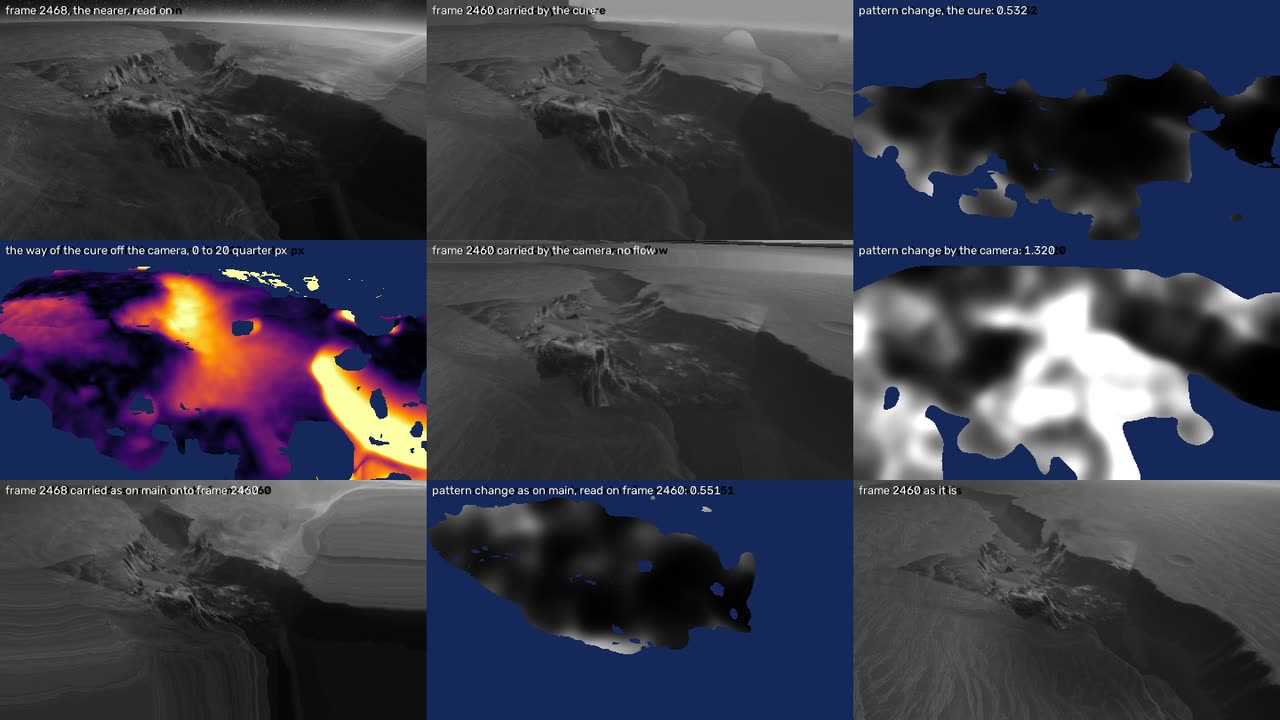 frame 2468, the nearer, read on
frame 2460 carried by the cure
pattern change, the cure: 0.532
the way of the cure off the camera, 0 to 20 quarter px
frame 2460 carried by the camera, no flow
pattern change by the camera: 1.320
frame 2468 carried as on main onto frame 2460
pattern change as on main, read on frame 2460: 0.551
frame 2460 as it is